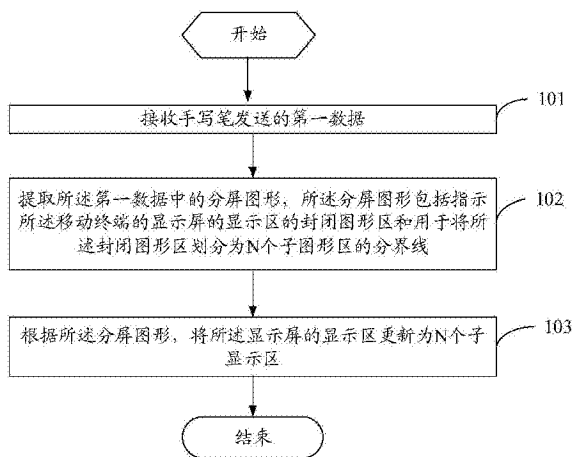 开始
接收手写笔发送的第一数据
101
提取所述第一数据中的分屏图形，所述分屏图形包括指示
所述移动终端的显示屏的显示区的封闭图形区和用于将所
述封闭图形区划分为N个子图形区的分界线
102
根据所述分屏图形，将所述显示屏的显示区更新为N个子
显示区
103
结束